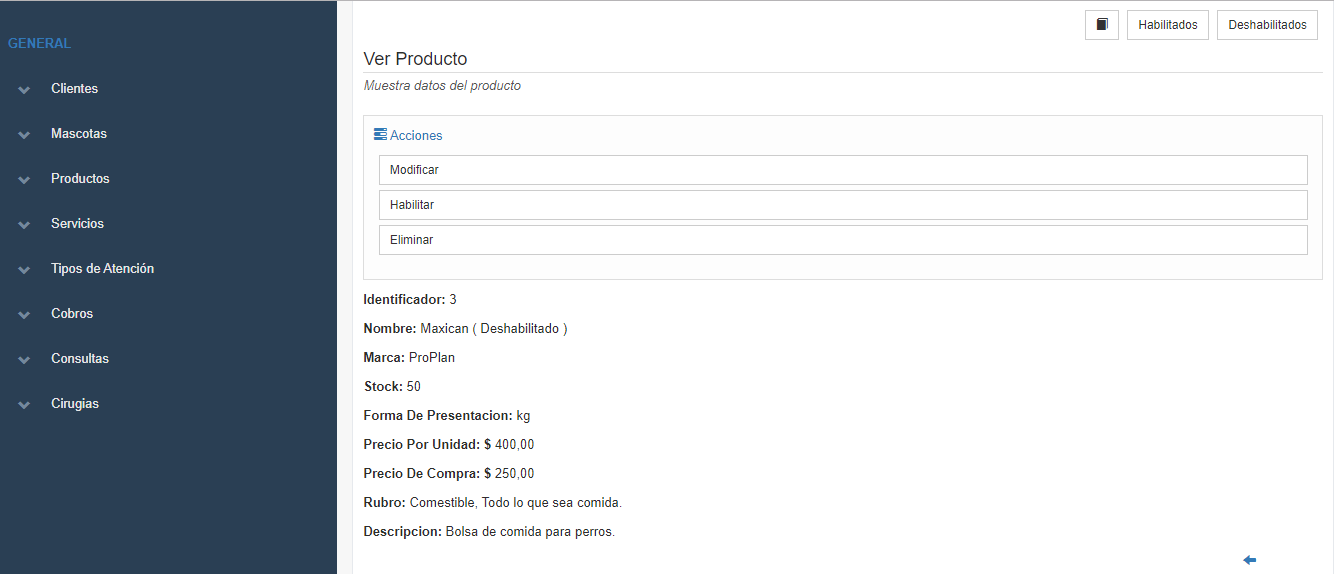 GENERAL
Clientes
Mascotas
Productos
Servicios
Tipos de Atención
Cobros
Consultas
Cirugias
Habilitados
Deshabilitados
Ver Producto
Muestra datos del producto
Acciones
Modificar
Habilitar
Eliminar
Identificador: 3
Nombre: Maxican ( Deshabilitado )
Marca: ProPlan
Stock: 50
Forma De Presentacion: kg
Precio Por Unidad: $ 400,00
Precio De Compra: $ 250,00
Rubro: Comestible, Todo lo que sea comida.
Descripcion: Bolsa de comida para perros.